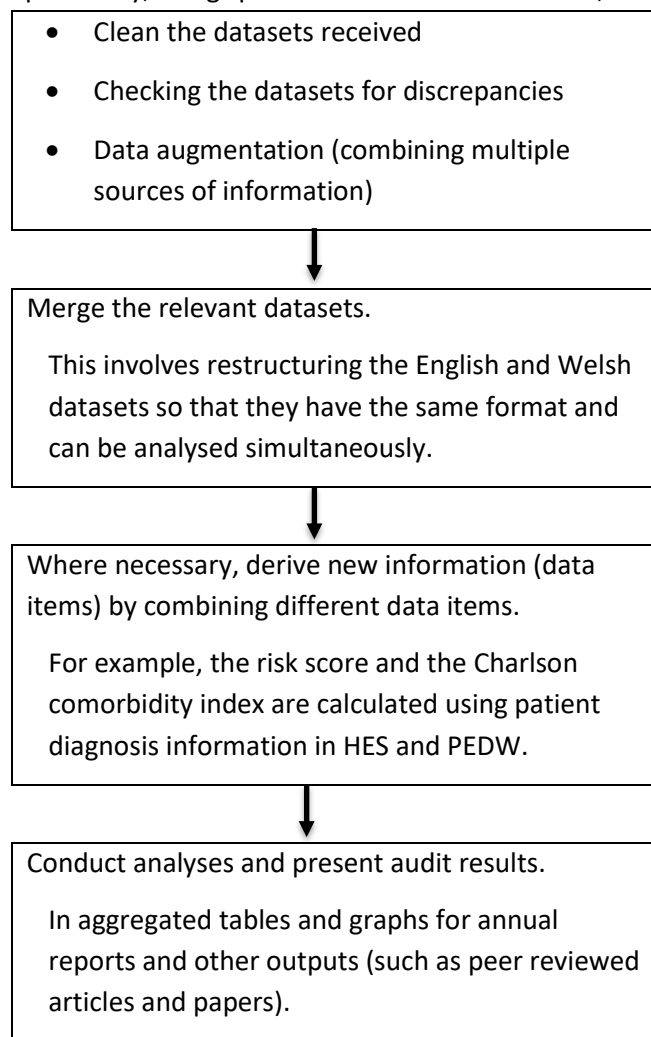 • Clean the datasets received
• Checking the datasets for discrepancies
• Data augmentation (combining multiple
sources of information)
Merge the relevant datasets.
This involves restructuring the English and Welsh
datasets so that they have the same format and
can be analysed simultaneously.
Where necessary, derive new information (data
items) by combining different data items.
For example, the risk score and the Charlson
comorbidity index are calculated using patient
diagnosis information in HES and PEDW.
Conduct analyses and present audit results.
In aggregated tables and graphs for annual
reports and other outputs (such as peer reviewed
articles and papers).